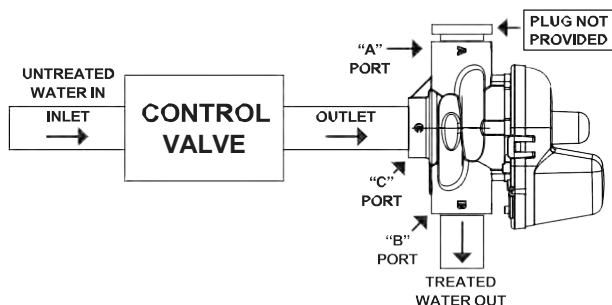 PLUG NOT
PROVIDED
"A"
PORT
A
UNTREATED
WATER IN
INLET
CONTROL
VALVE
OUTLET
"C"
PORT
B
"B"
PORT
TREATED
WATER OUT